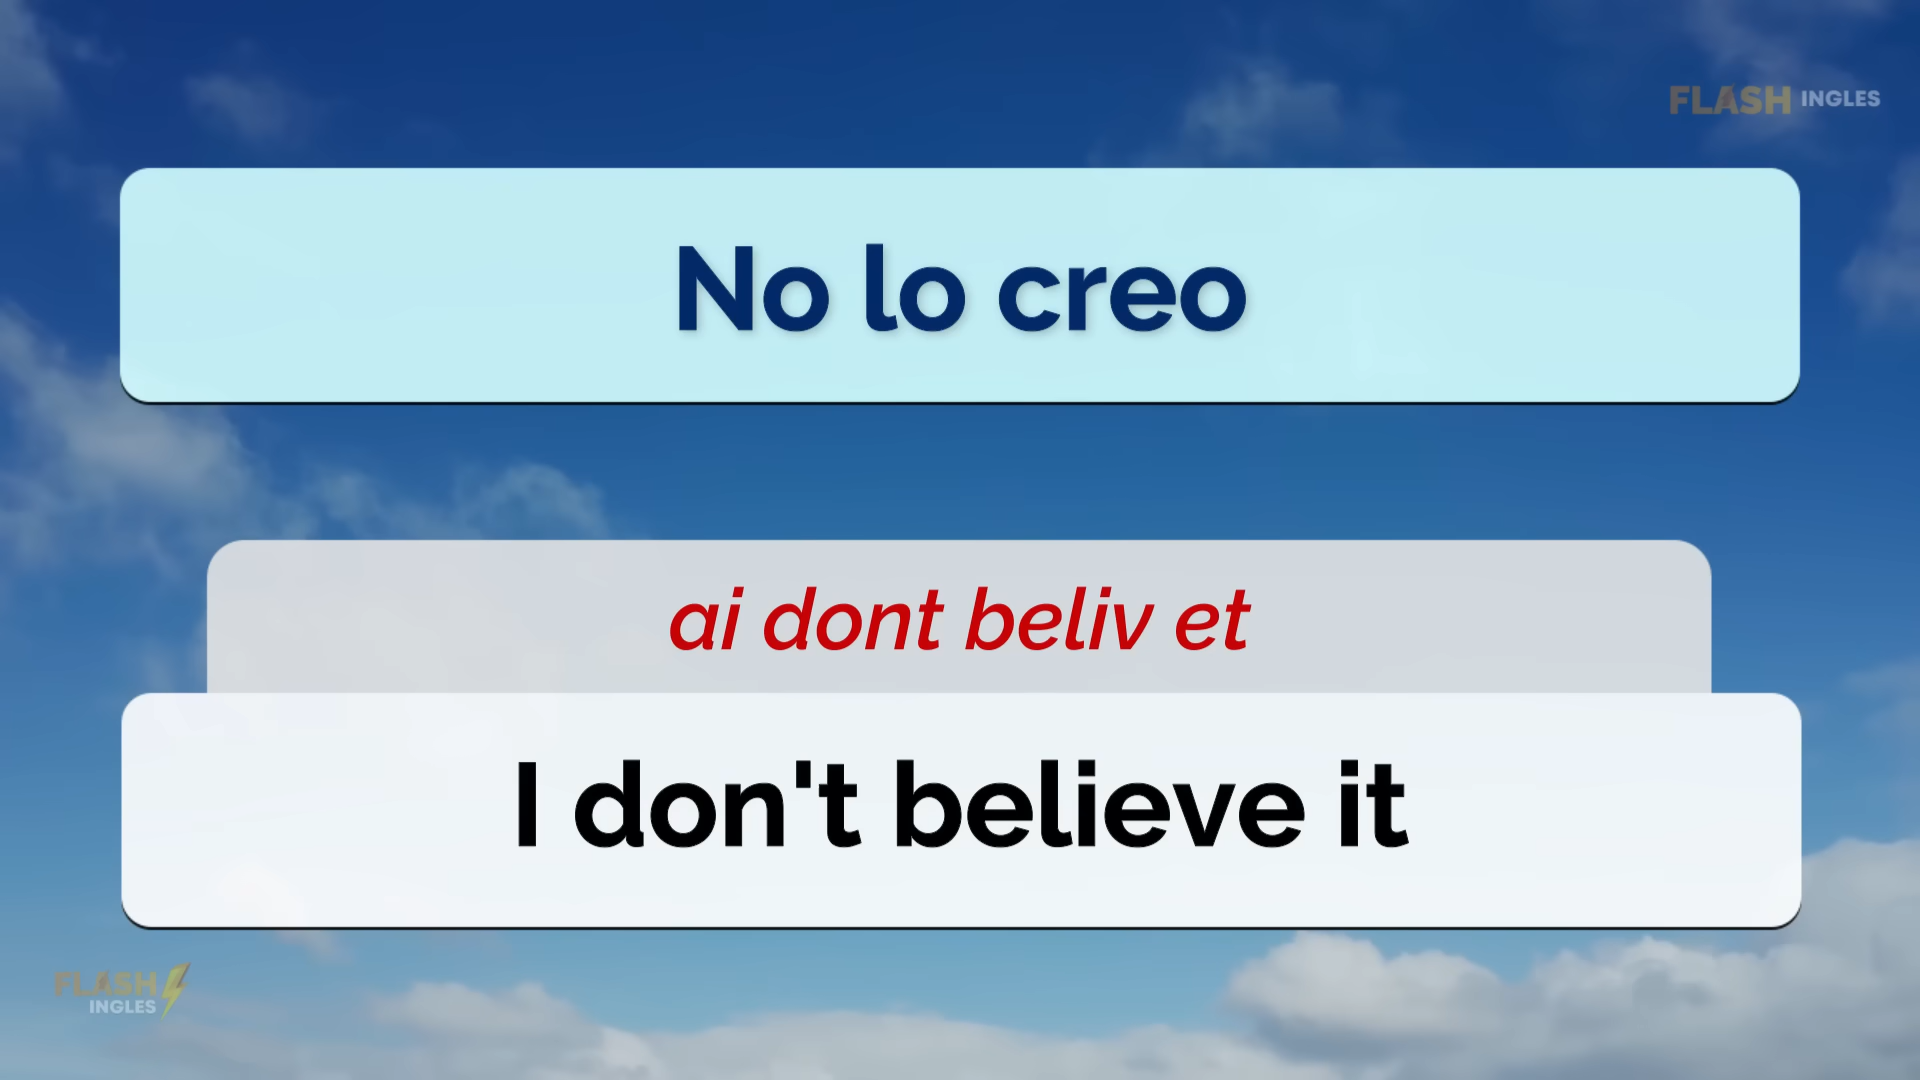 FLASH INGLES
No lo creo
ai dont beliv et
I don't believe it
FLASH
INGLES